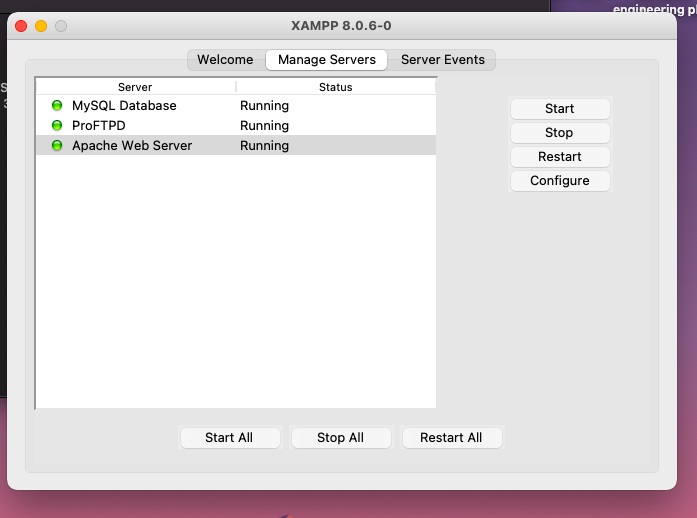 engineering
XAMPP 8.0.6-0
Welcome Manage Servers Server Events
Server Status
MySQL Database Running
ProFTPD Running
Apache Web Server Running
Start
Stop
Restart
Configure
Start All Stop All Restart All